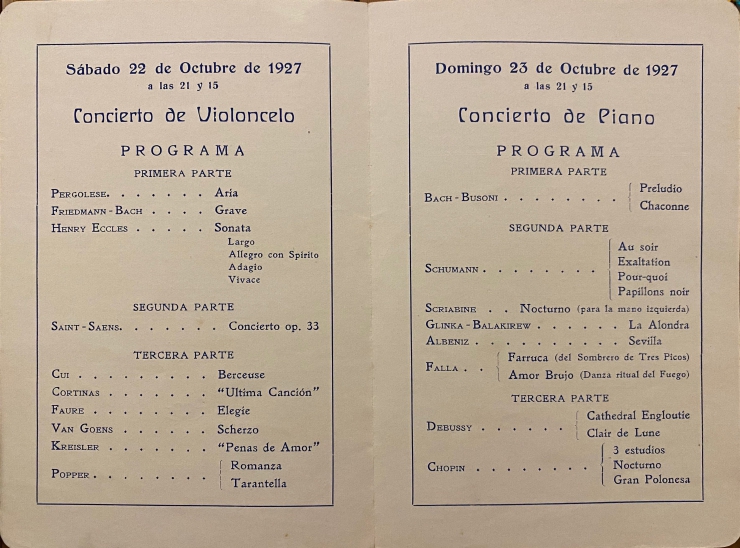 Sábado 22 de Octubre de 1927
a las 21 y 15
Concierto de Violoncelo
PROGRAMA
PRIMERA PARTE
Pergolese. . . . . . . Aría
Friedmann-Bach . . . . Grave
Henry Eccles . . . . . Sonata
Largo
Allegro con Spirito
Adagio
Vivace
SEGUNDA PARTE
Saint-Saens. . . . . . . Concierto op. 33
TERCERA PARTE
Cui . . . . . . . . . Berceuse
Cortinas . . . . . . . "Ultima Canción"
Faure . . . . . . . . Elegie
Van Goens . . . . . . Scherzo
Kreisler . . . . . . . "Penas de Amor"
Popper . . . . . . . . Romanza
Tarantella
Domingo 23 de Octubre de 1927
a las 21 y 15
Concierto de Piano
PROGRAMA
PRIMERA PARTE
Bach-Busoni . . . . . . . . Preludio
Chaconne
SEGUNDA PARTE
Schumann . . . . . . . . Au soir
Exaltation
Pour-quoi
Papillons noir
Scriabine . . Nocturno (para la mano izquierda)
Glinka-Balakirew . . . . . . La Alondra
Albeniz . . . . . . . . . . Sevilla
Falla . . Farruca (del Sombrero de Tres Picos)
Amor Brujo (Danza ritual del Fuego)
TERCERA PARTE
Debussy . . . . . . Cathedral Engloutie
Clair de Lune
Chopin . . . . . . . . 3 estudios
Nocturno
Gran Polonesa